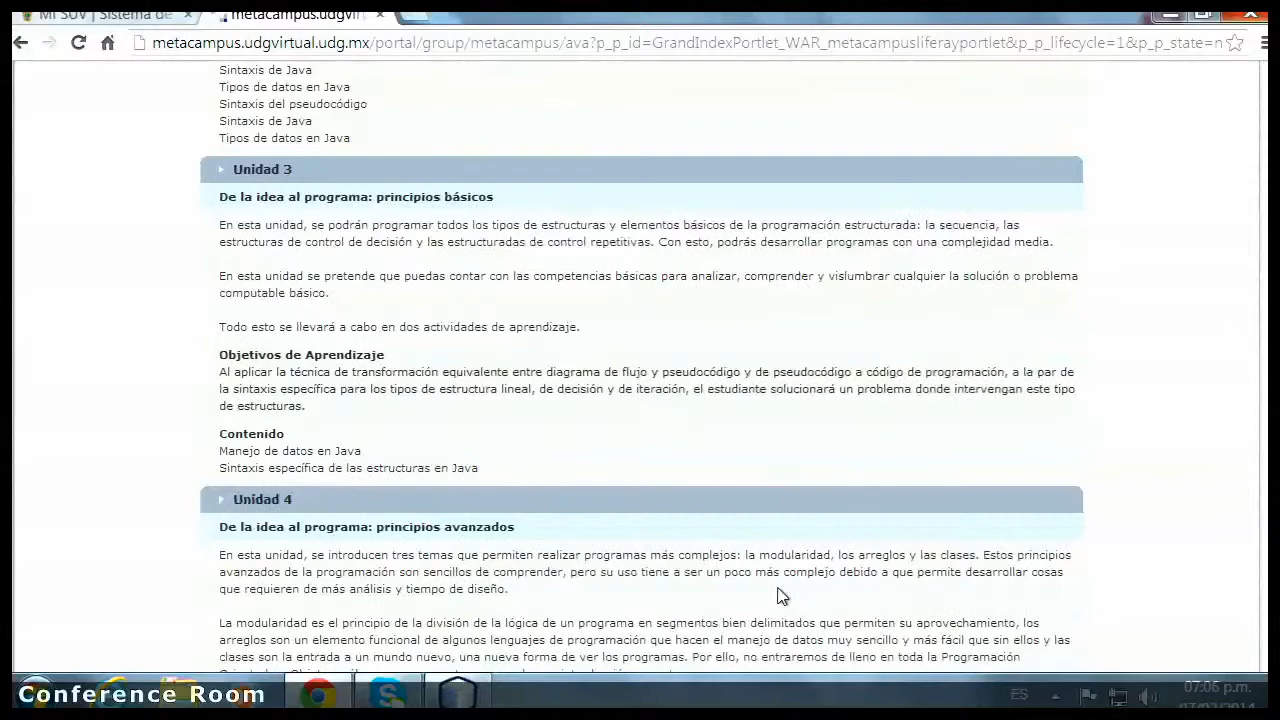 Mi SUV | Sistema de
metacampus.udgvirt
metacampus.udgvirtual.udg.mx/portal/group/metacampus/ava?p_p_id=GrandIndexPortlet_WAR_metacampusliferayportlet&p_p_lifecycle=1&p_p_state=n
Sintaxis de Java
Tipos de datos en Java
Sintaxis del pseudocódigo
Sintaxis de Java
Tipos de datos en Java
Unidad 3
De la idea al programa: principios básicos
En esta unidad, se podrán programar todos los tipos de estructuras y elementos básicos de la programación estructurada: la secuencia, las
estructuras de control de decisión y las estructuradas de control repetitivas. Con esto, podrás desarrollar programas con una complejidad media.
En esta unidad se pretende que puedas contar con las competencias básicas para analizar, comprender y vislumbrar cualquier la solución o problema
computable básico.
Todo esto se llevará a cabo en dos actividades de aprendizaje.
Objetivos de Aprendizaje
Al aplicar la técnica de transformación equivalente entre diagrama de flujo y pseudocódigo y de pseudocódigo a código de programación, a la par de
la sintaxis específica para los tipos de estructura lineal, de decisión y de iteración, el estudiante solucionará un problema donde intervengan este tipo
de estructuras.
Contenido
Manejo de datos en Java
Sintaxis específica de las estructuras en Java
Unidad 4
De la idea al programa: principios avanzados
En esta unidad, se introducen tres temas que permiten realizar programas más complejos: la modularidad, los arreglos y las clases. Estos principios
avanzados de la programación son sencillos de comprender, pero su uso tiene a ser un poco más complejo debido a que permite desarrollar cosas
que requieren de más análisis y tiempo de diseño.
La modularidad es el principio de la división de la lógica de un programa en segmentos bien delimitados que permiten su aprovechamiento, los
arreglos son un elemento funcional de algunos lenguajes de programación que hacen el manejo de datos muy sencillo y más fácil que sin ellos y las
clases son la entrada a un mundo nuevo, una nueva forma de ver los programas. Por ello, no entraremos de lleno en toda la Programación
Conference Room
ES
07:06 p.m.
07/02/2014